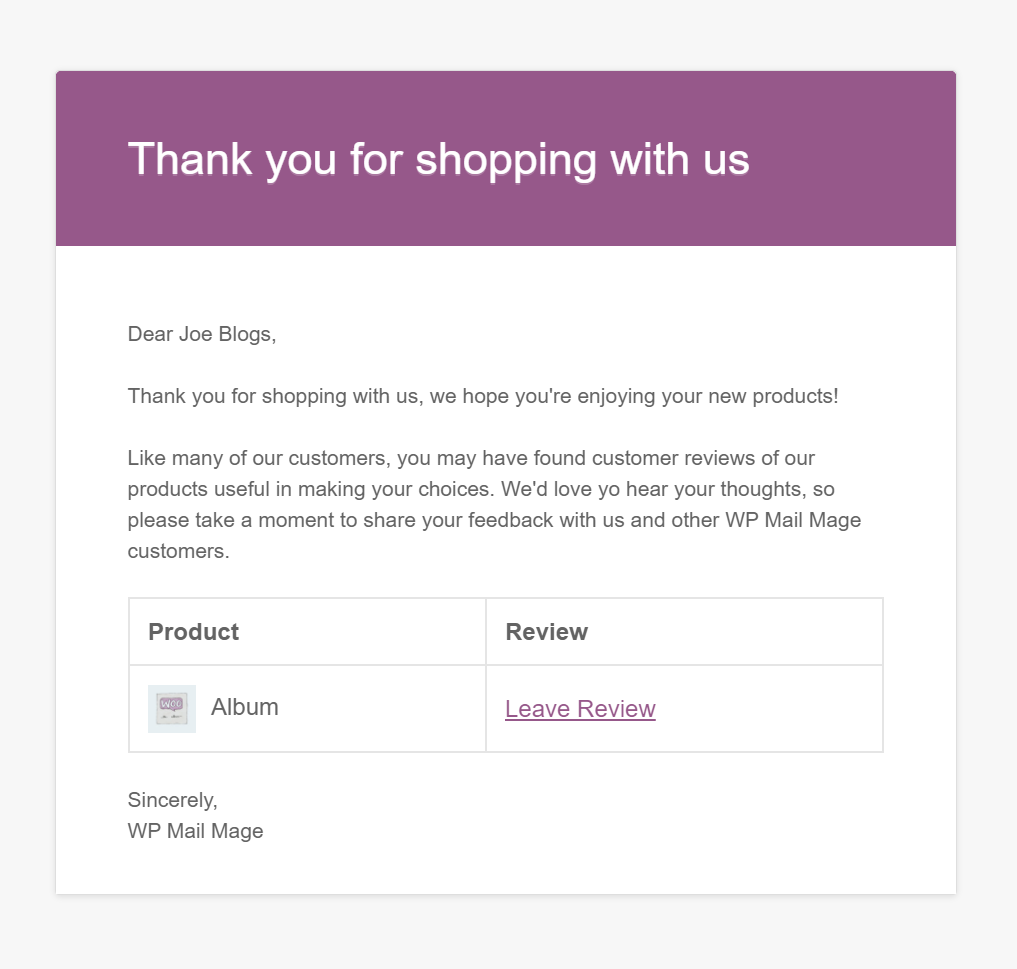 Thank you for shopping with us
Dear Joe Blogs,
Thank you for shopping with us, we hope you're enjoying your new products!
Like many of our customers, you may have found customer reviews of our
products useful in making your choices. We'd love yo hear your thoughts, so
please take a moment to share your feedback with us and other WP Mail Mage
customers.
Product Review
WOO
Album Leave Review
Sincerely,
WP Mail Mage